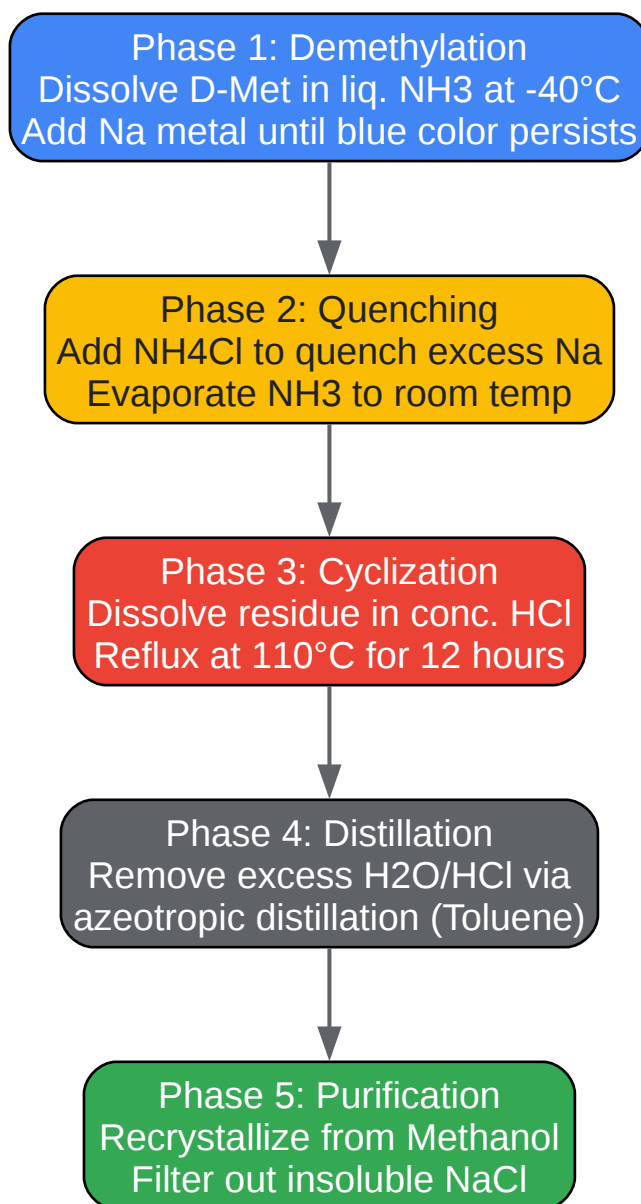 Phase 1: Demethylation
Dissolve D-Met in liq. NH3 at -40°C
Add Na metal until blue color persists
Phase 2: Quenching
Add NH4Cl to quench excess Na
Evaporate NH3 to room temp
Phase 3: Cyclization
Dissolve residue in conc. HCl
Reflux at 110°C for 12 hours
Phase 4: Distillation
Remove excess H2O/HCl via
azeotropic distillation (Toluene)
Phase 5: Purification
Recrystallize from Methanol
Filter out insoluble NaCl